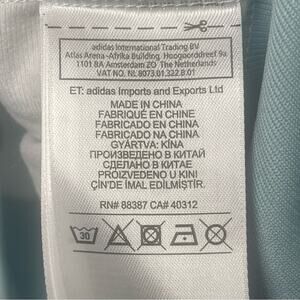 adidas International Trading BV
Atlas Arena-Afrika Building, Hoogoorddreef 9a
1101 BA Amsterdam ZO The Netherlands
VAT NO. NL8073.01.322.B.01
ET: adidas Imports and Exports Ltd
MADE IN CHINA
FABRIQUÉ EN CHINE
FABRICADO EN CHINA
FABRICADO NA CHINA
GYÁRTVA: KÍNA
ПРОИЗВЕДЕНО В КИТАЙ
СДЕЛАНО В КИТАЕ
PROIZVEDENO U KINI
ÇİN'DE İMAL EDİLMİŞTİR.
RN# 88387 CA# 40312
30